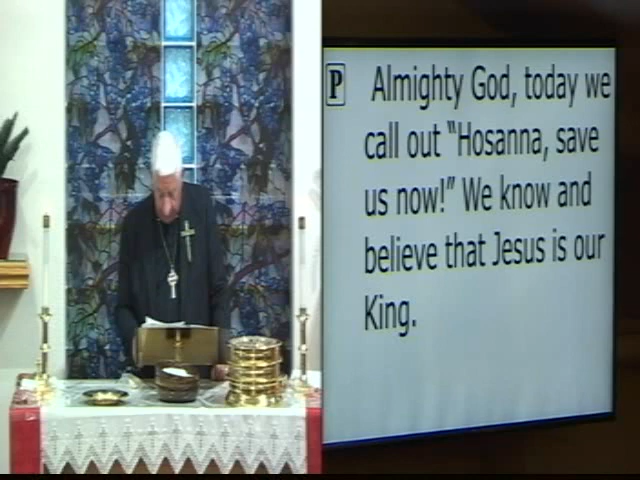 P Almighty God, today we
call out "Hosanna, save
us now!" We know and
believe that Jesus is our
King.